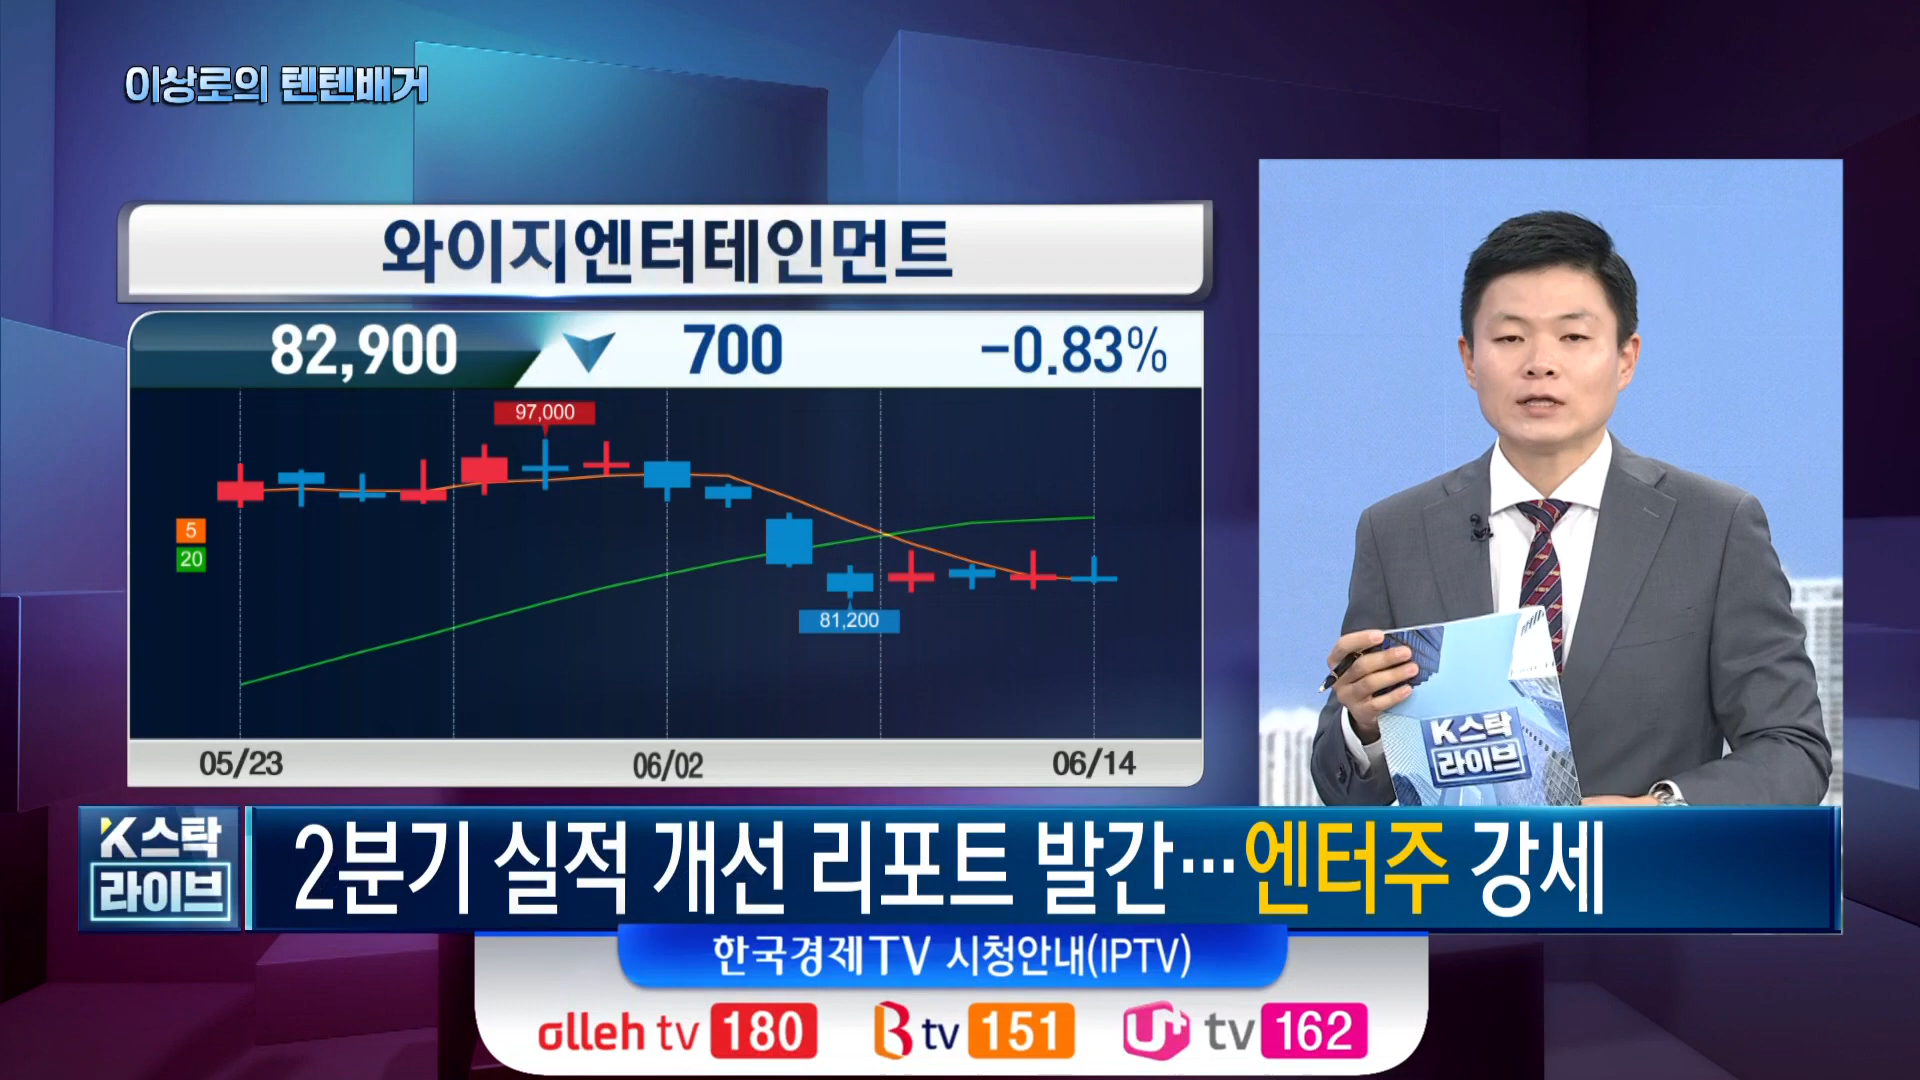 이상로의 텐텐배거
와이지엔터테인먼트
82,900 ▼ 700 -0.83%
97,000
5
20
81,200
05/23 06/02 06/14
K스탁
라이브
K스탁
라이브
2분기 실적 개선 리포트 발간…엔터주 강세
한국경제TV 시청안내(IPTV)
olleh tv 180 B tv 151 U+ tv 162